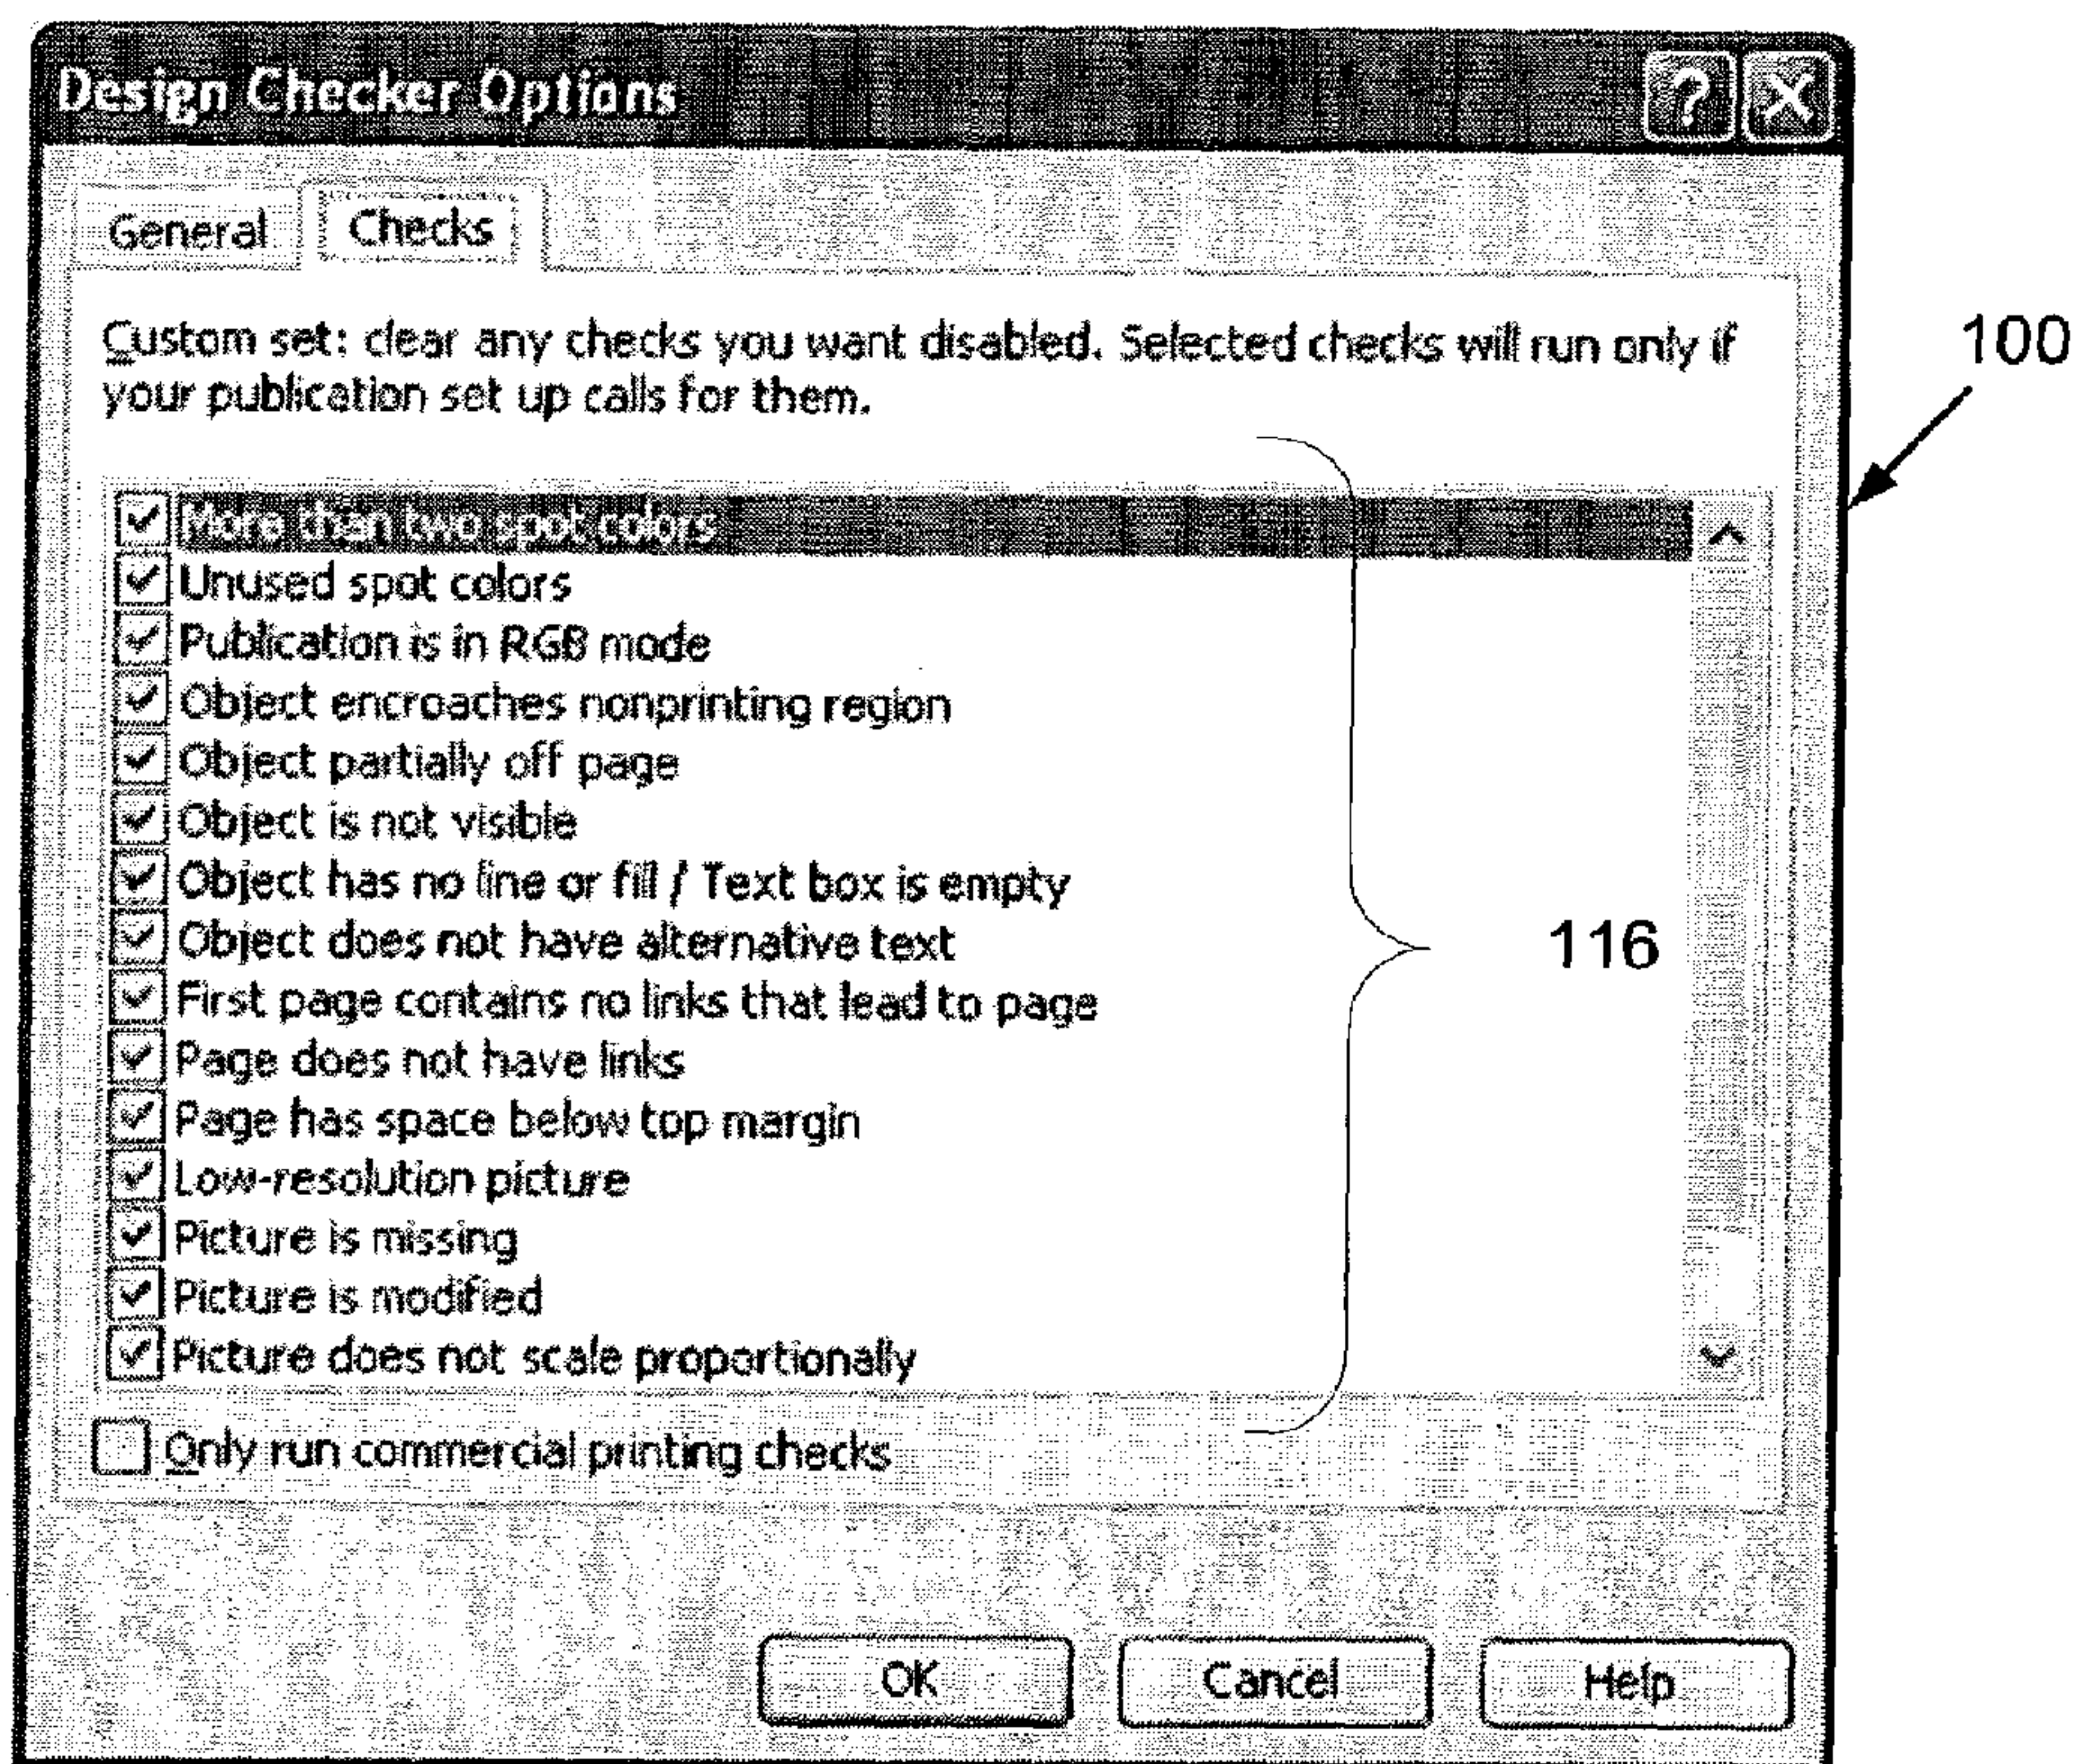 Design Checker Options
? X
General Checks
Custom set: clear any checks you want disabled. Selected checks will run only if
your publication set up calls for them.
100
More than two spot colors
Unused spot colors
Publication is in RGB mode
Object encroaches nonprinting region
Object partially off page
Object is not visible
Object has no line or fill / Text box is empty
Object does not have alternative text
116
First page contains no links that lead to page
Page does not have links
Page has space below top margin
Low-resolution picture
Picture is missing
Picture is modified
Picture does not scale proportionally
Only run commercial printing checks
OK Cancel Help